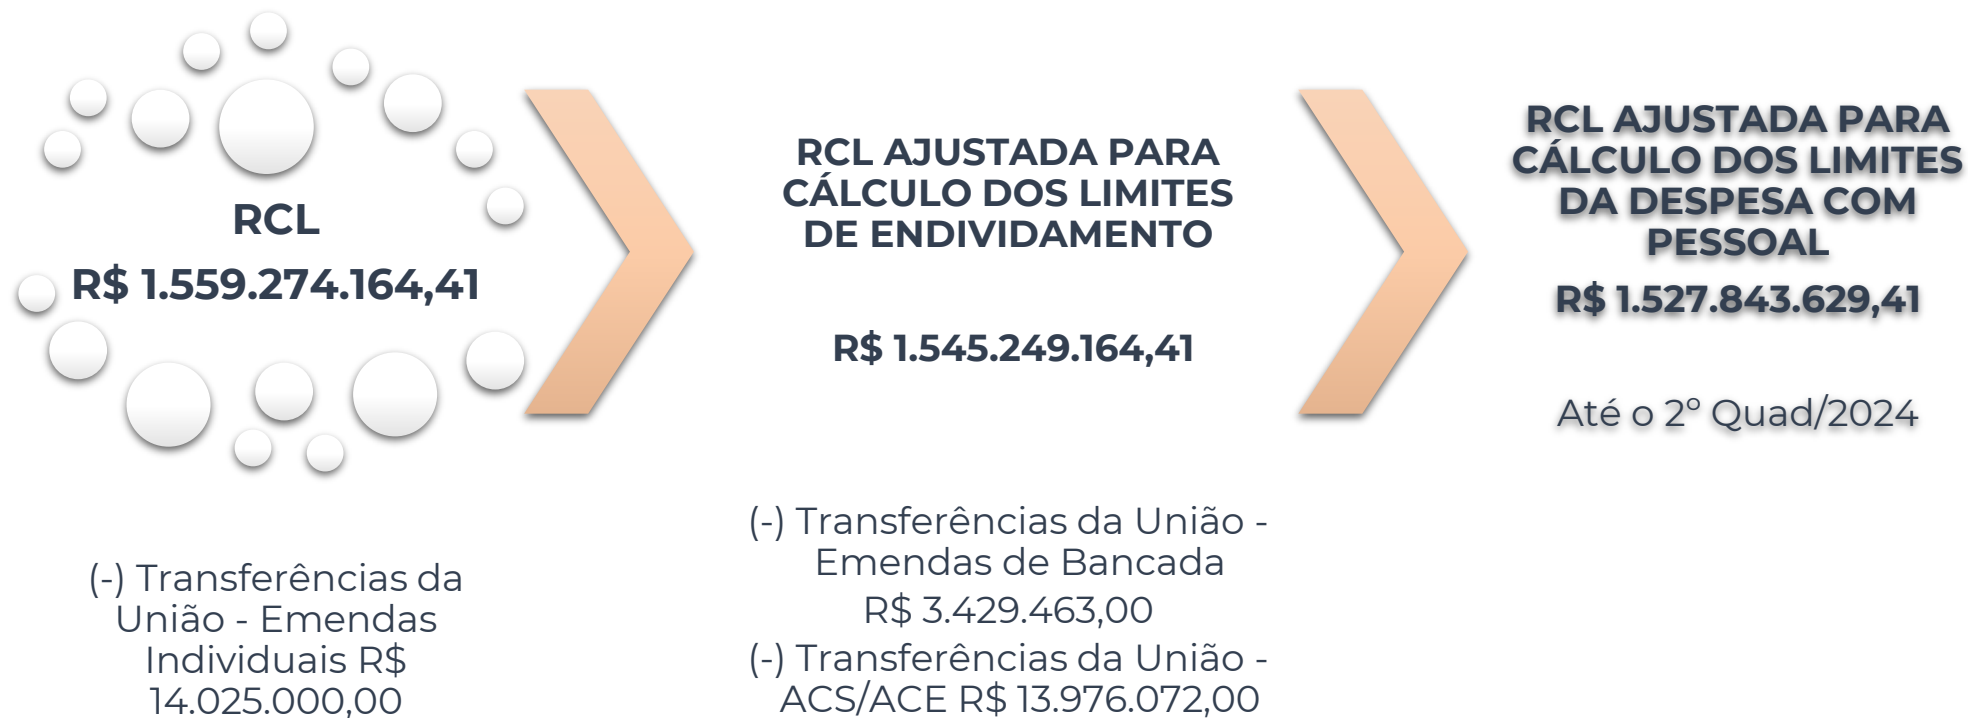 RCL
R$ 1.559.274.164,41
(-) Transferências da
União - Emendas
Individuais R$
14.025.000,00
RCL AJUSTADA PARA
CÁLCULO DOS LIMITES
DE ENDIVIDAMENTO
R$ 1.545.249.164,41
(-) Transferências da União -
Emendas de Bancada
R$ 3.429.463,00
(-) Transferências da União -
ACS/ACE R$ 13.976.072,00
RCL AJUSTADA PARA
CÁLCULO DOS LIMITES
DA DESPESA COM
PESSOAL
R$ 1.527.843.629,41
Até o 2º Quad/2024